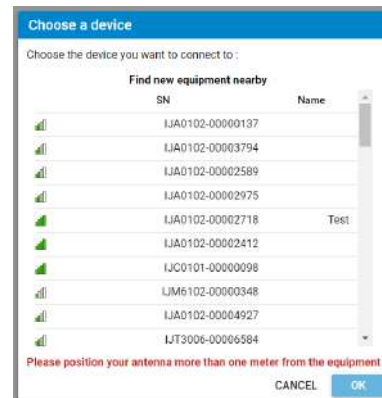 Choose a device
Choose the device you want to connect to :
Find new equipment nearby
SN Name
IJA0102-00000137
IJA0102-00003794
IJA0102-00002589
IJA0102-00002975
IJA0102-00002718 Test
IJA0102-00002412
IJC0101-00000098
IJM6102-00000348
IJA0102-00004927
IJT3006-00006584
Please position your antenna more than one meter from the equipment
CANCEL OK